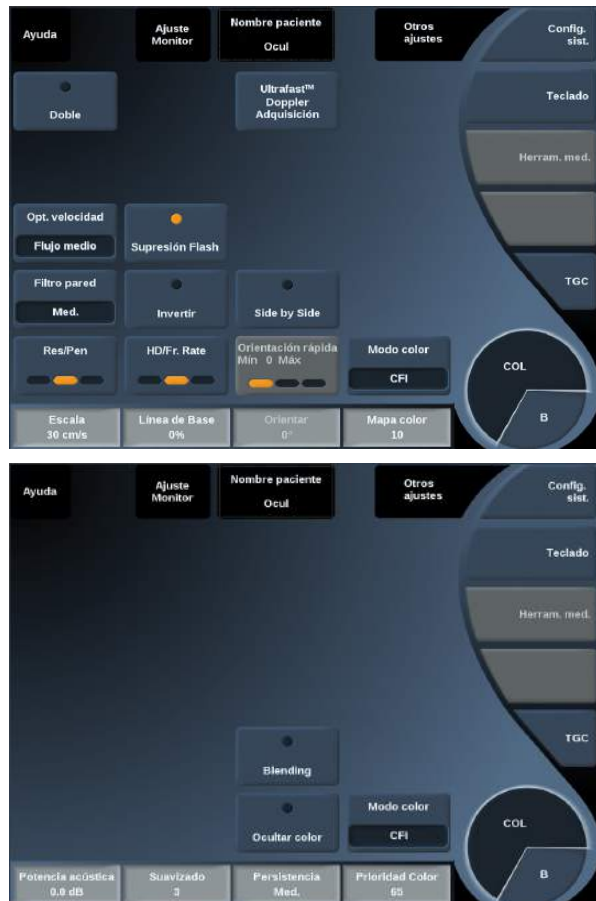 Ayuda
Ajuste
Monitor
Nombre paciente
Ocul
Otros
ajustes
Config.
sist.
Doble
Ultrafast™
Doppler
Adquisición
Teclado
Herram. med.
Opt. velocidad
Flujo medio
Supresión Flash
Filtro pared
Med.
Invertir
Side by Side
TGC
Res/Pen
HD/Fr. Rate
Orientación rápida
Mín 0 Máx
Modo color
CFI
COL
B
Escala
30 cm/s
Línea de Base
0%
Orientar
0°
Mapa color
10
Ayuda
Ajuste
Monitor
Nombre paciente
Ocul
Otros
ajustes
Config.
sist.
Teclado
Herram. med.
TGC
Blending
Ocultar color
Modo color
CFI
COL
B
Potencia acústica
0.0 dB
Suavizado
3
Persistencia
Med.
Prioridad Color
65